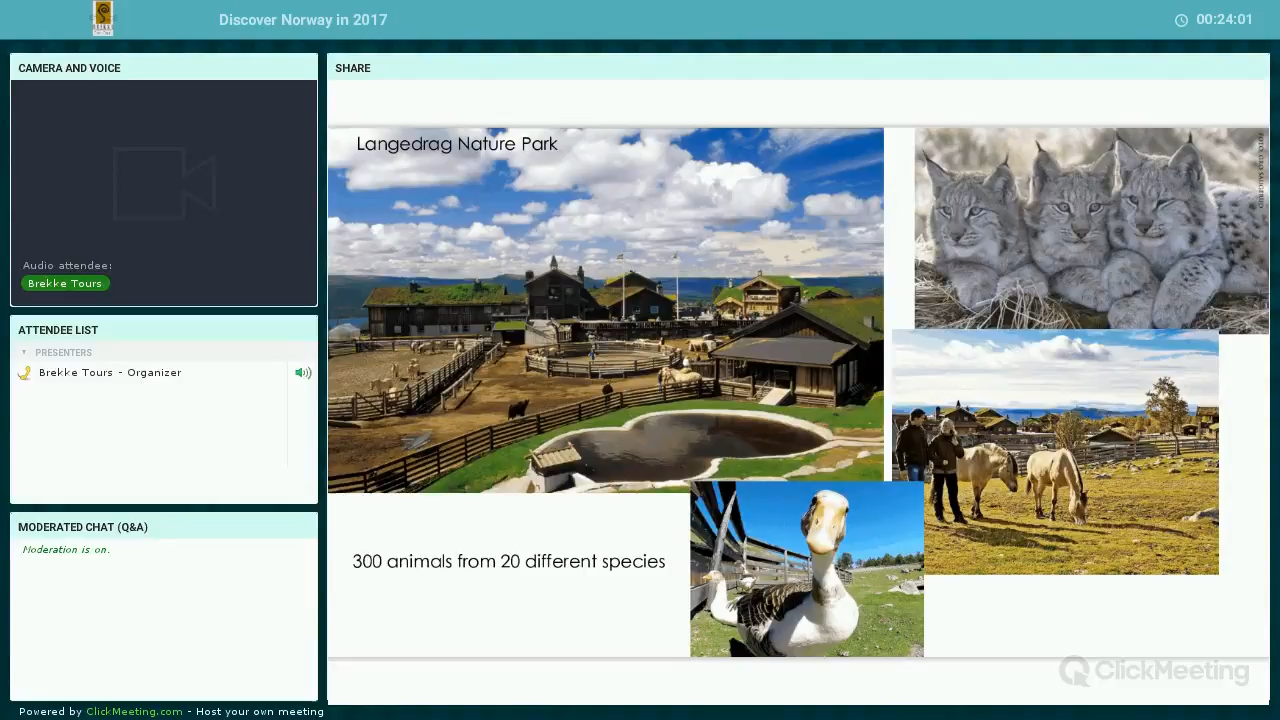 Discover Norway in 2017
00:24:01
CAMERA AND VOICE
Audio attendee:
Brekke Tours
ATTENDEE LIST
PRESENTERS
Brekke Tours - Organizer
MODERATED CHAT (Q&A)
Moderation is on.
Powered by ClickMeeting.com - Host your own meeting
SHARE
Langedrag Nature Park
300 animals from 20 different species
ClickMeeting